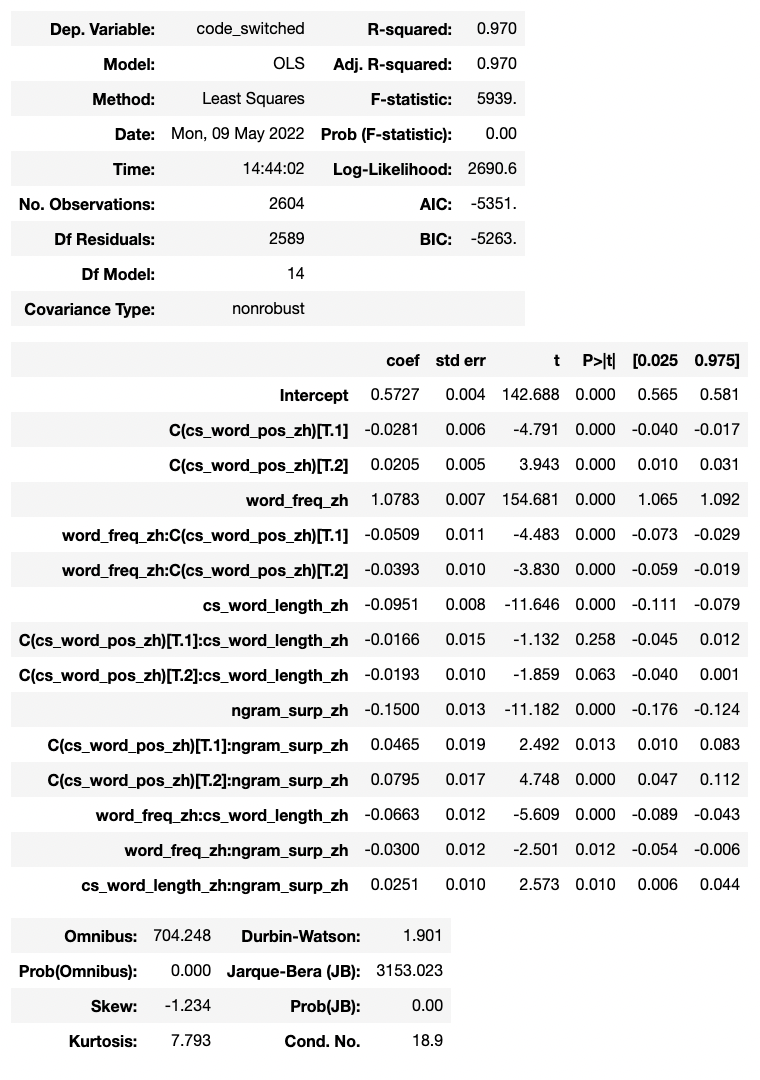 Dep. Variable: code_switched R-squared: 0.970
Model: OLS Adj. R-squared: 0.970
Method: Least Squares F-statistic: 5939.
Date: Mon, 09 May 2022 Prob (F-statistic): 0.00
Time: 14:44:02 Log-Likelihood: 2690.6
No. Observations: 2604 AIC: -5351.
Df Residuals: 2589 BIC: -5263.
Df Model: 14
Covariance Type: nonrobust
coef std err t P>|t| [0.025 0.975]
Intercept 0.5727 0.004 142.688 0.000 0.565 0.581
C(cs_word_pos_zh)[T.1] -0.0281 0.006 -4.791 0.000 -0.040 -0.017
C(cs_word_pos_zh)[T.2] 0.0205 0.005 3.943 0.000 0.010 0.031
word_freq_zh 1.0783 0.007 154.681 0.000 1.065 1.092
word_freq_zh:C(cs_word_pos_zh)[T.1] -0.0509 0.011 -4.483 0.000 -0.073 -0.029
word_freq_zh:C(cs_word_pos_zh)[T.2] -0.0393 0.010 -3.830 0.000 -0.059 -0.019
cs_word_length_zh -0.0951 0.008 -11.646 0.000 -0.111 -0.079
C(cs_word_pos_zh)[T.1]:cs_word_length_zh -0.0166 0.015 -1.132 0.258 -0.045 0.012
C(cs_word_pos_zh)[T.2]:cs_word_length_zh -0.0193 0.010 -1.859 0.063 -0.040 0.001
ngram_surp_zh -0.1500 0.013 -11.182 0.000 -0.176 -0.124
C(cs_word_pos_zh)[T.1]:ngram_surp_zh 0.0465 0.019 2.492 0.013 0.010 0.083
C(cs_word_pos_zh)[T.2]:ngram_surp_zh 0.0795 0.017 4.748 0.000 0.047 0.112
word_freq_zh:cs_word_length_zh -0.0663 0.012 -5.609 0.000 -0.089 -0.043
word_freq_zh:ngram_surp_zh -0.0300 0.012 -2.501 0.012 -0.054 -0.006
cs_word_length_zh:ngram_surp_zh 0.0251 0.010 2.573 0.010 0.006 0.044
Omnibus: 704.248 Durbin-Watson: 1.901
Prob(Omnibus): 0.000 Jarque-Bera (JB): 3153.023
Skew: -1.234 Prob(JB): 0.00
Kurtosis: 7.793 Cond. No. 18.9